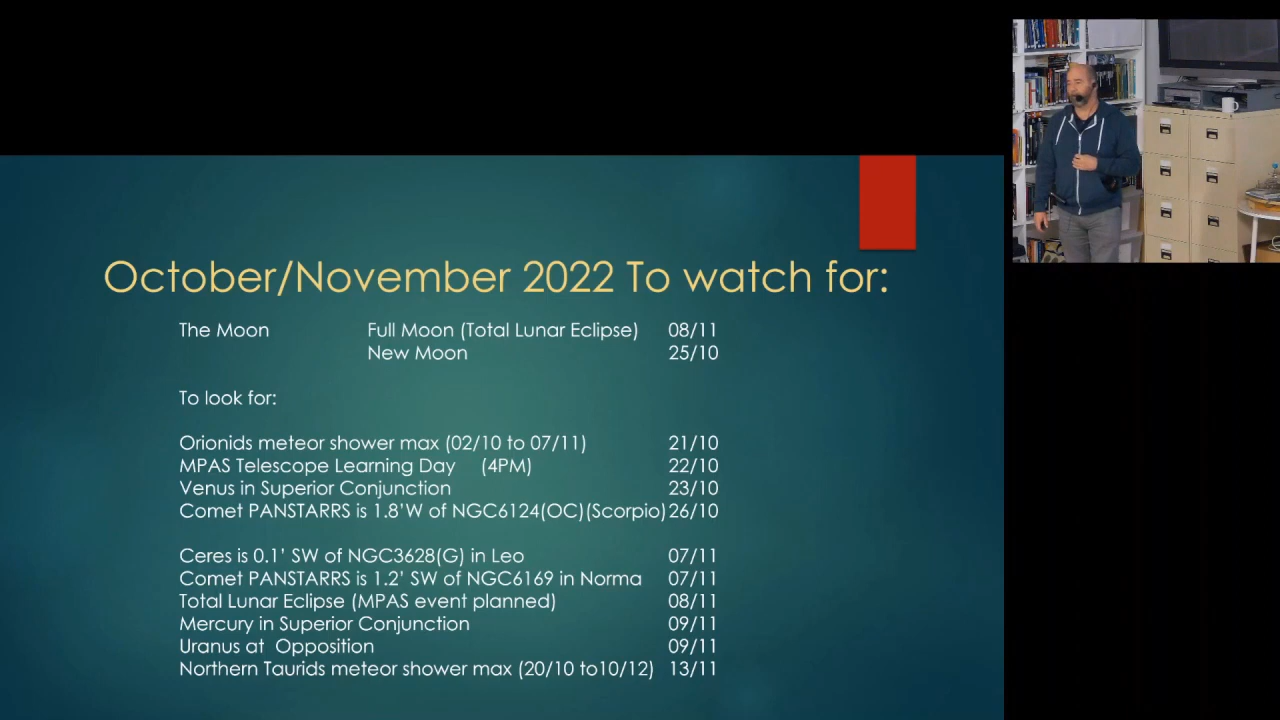 October/November 2022 To watch for:
The Moon Full Moon (Total Lunar Eclipse) 08/11
New Moon 25/10
To look for:
Orionids meteor shower max (02/10 to 07/11) 21/10
MPAS Telescope Learning Day (4PM) 22/10
Venus in Superior Conjunction 23/10
Comet PANSTARRS is 1.8'W of NGC6124(OC)(Scorpio) 26/10
Ceres is 0.1' SW of NGC3628(G) in Leo 07/11
Comet PANSTARRS is 1.2' SW of NGC6169 in Norma 07/11
Total Lunar Eclipse (MPAS event planned) 08/11
Mercury in Superior Conjunction 09/11
Uranus at Opposition 09/11
Northern Taurids meteor shower max (20/10 to10/12) 13/11